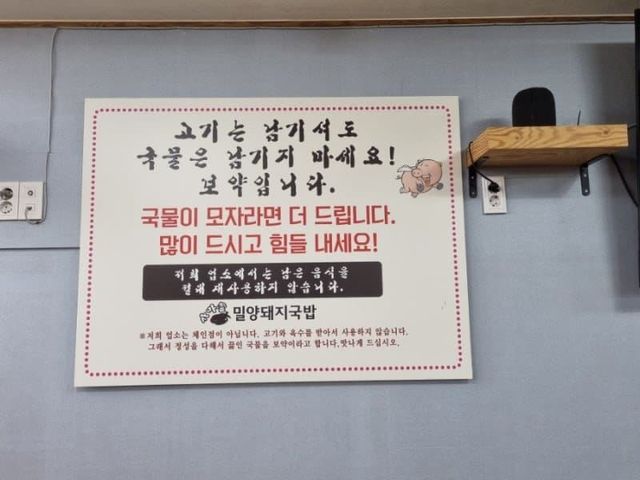 고기는 남기셔도
국물은 남기지 마세요!
보약입니다.
국물이 모자라면 더 드립니다.
많이 드시고 힘들 내세요!
저희 업소에서는 남은 음식을
절대 재사용하지 않습니다.
밀양돼지국밥
※저희 업소는 체인점이 아닙니다. 고기와 육수를 받아서 사용하지 않습니다.
그래서 정성을 다해서 끓인 국물을 보약이라고 합니다.맛나게 드십시오.